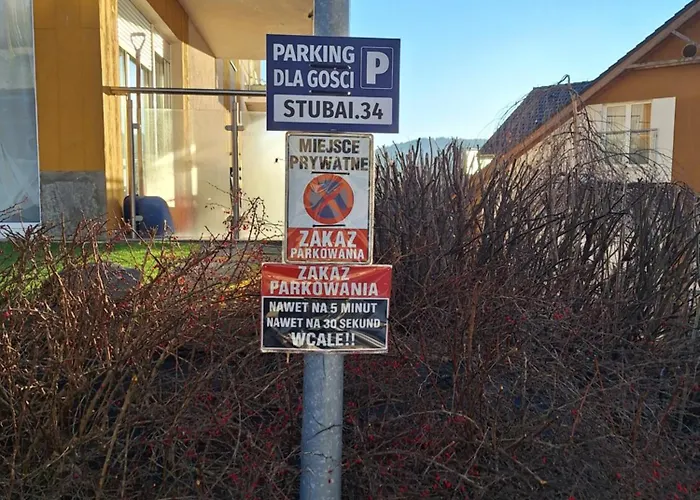 PARKING P
DLA GOŚCI
STUBAI.34
MIEJSCE
PRYWATNE
ZAKAZ
PARKOWANIA
ZAKAZ
PARKOWANIA
NAWET NA 5 MINUT
NAWET NA 30 SEKUND
WCALE!!